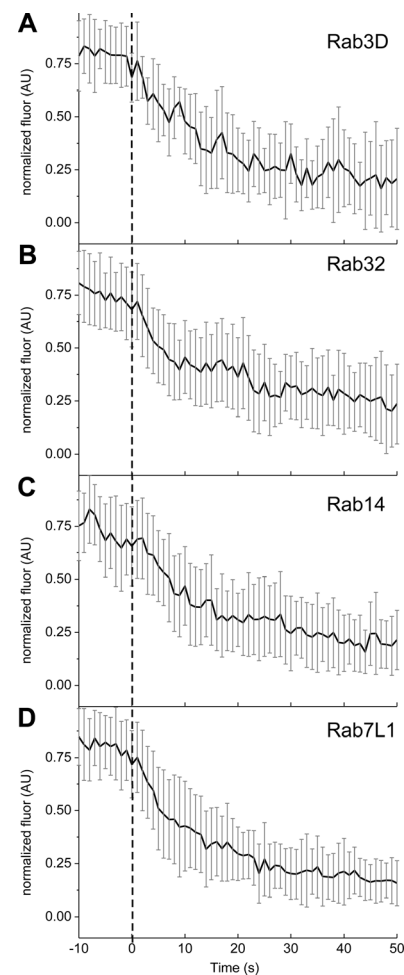 A
Rab3D
normalized fluor (AU)
0.75
0.50
0.25
0.00
B
Rab32
normalized fluor (AU)
0.75
0.50
0.25
0.00
C
Rab14
normalized fluor (AU)
0.75
0.50
0.25
0.00
D
Rab7L1
normalized fluor (AU)
0.75
0.50
0.25
0.00
-10 0 10 20 30 40 50
Time (s)